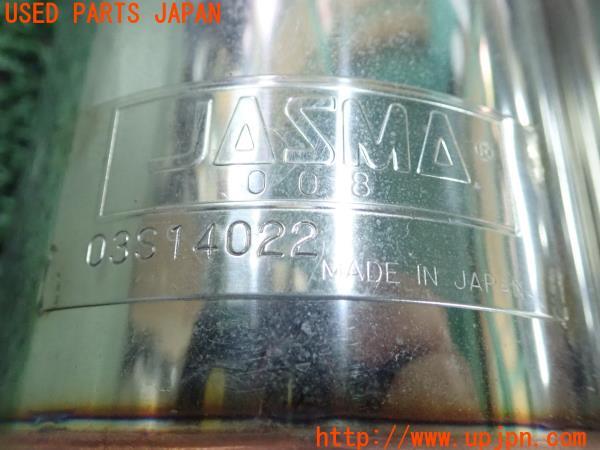 USED PARTS JAPAN
JASMA®
008
03S14022
MADE IN JAPAN
http://www.upjpn.com/